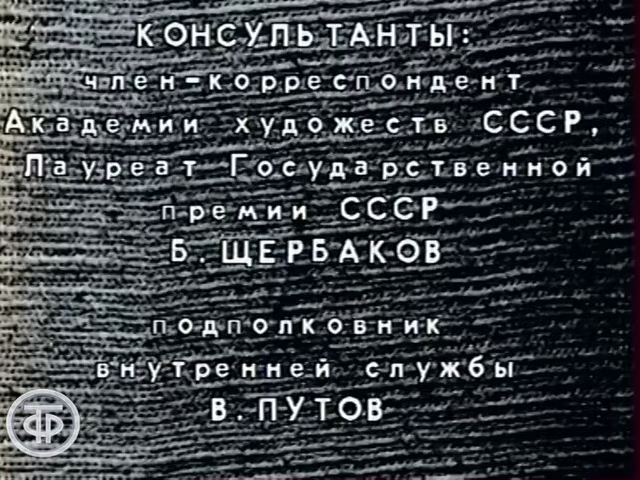 КОНСУЛЬТАНТЫ:
член-корреспондент
Академии художеств СССР,
Лауреат Государственной
премии СССР
Б. ЩЕРБАКОВ
подполковник
внутренней службы
В. ПУТОВ